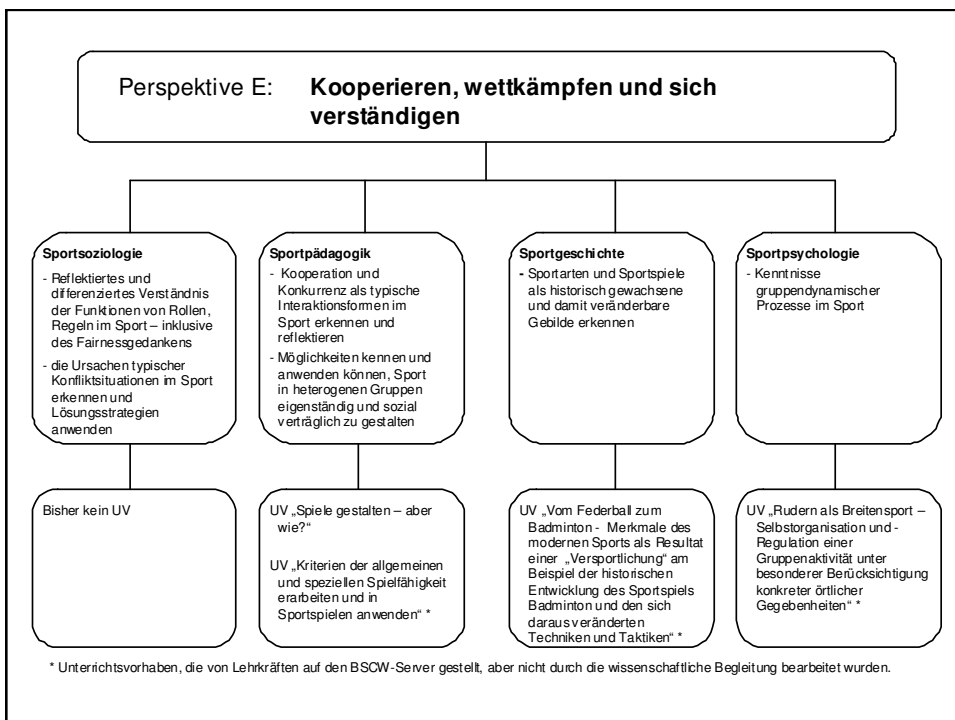 Perspektive E: Kooperieren, wettkämpfen und sich
verständigen
Sportsoziologie
- Reflektiertes und
differenziertes Verständnis
der Funktionen von Rollen,
Regeln im Sport – inklusive
des Fairnessgedankens
- die Ursachen typischer
Konfliktsituationen im Sport
erkennen und
Lösungsstrategien
anwenden
Sportpädagogik
- Kooperation und
Konkurrenz als typische
Interaktionsformen im
Sport erkennen und
reflektieren
- Möglichkeiten kennen und
anwenden können, Sport
in heterogenen Gruppen
eigenständig und sozial
verträglich zu gestalten
Sportgeschichte
- Sportarten und Sportspiele
als historisch gewachsene
und damit veränderbare
Gebilde erkennen
Sportpsychologie
- Kenntnisse
gruppendynamischer
Prozesse im Sport
Bisher kein UV
UV „Spiele gestalten – aber
wie?“
UV „Kriterien der allgemeinen
und speziellen Spielfähigkeit
erarbeiten und in
Sportspielen anwenden“ *
UV „Vom Federball zum
Badminton - Merkmale des
modernen Sports als Resultat
einer „Versportlichung“ am
Beispiel der historischen
Entwicklung des Sportspiels
Badminton und den sich
daraus veränderten
Techniken und Taktiken“ *
UV „Rudern als Breitensport –
Selbstorganisation und -
Regulation einer
Gruppenaktivität unter
besonderer Berücksichtigung
konkreter örtlicher
Gegebenheiten“ *
* Unterrichtsvorhaben, die von Lehrkräften auf den BSCW-Server gestellt, aber nicht durch die wissenschaftliche Begleitung bearbeitet wurden.